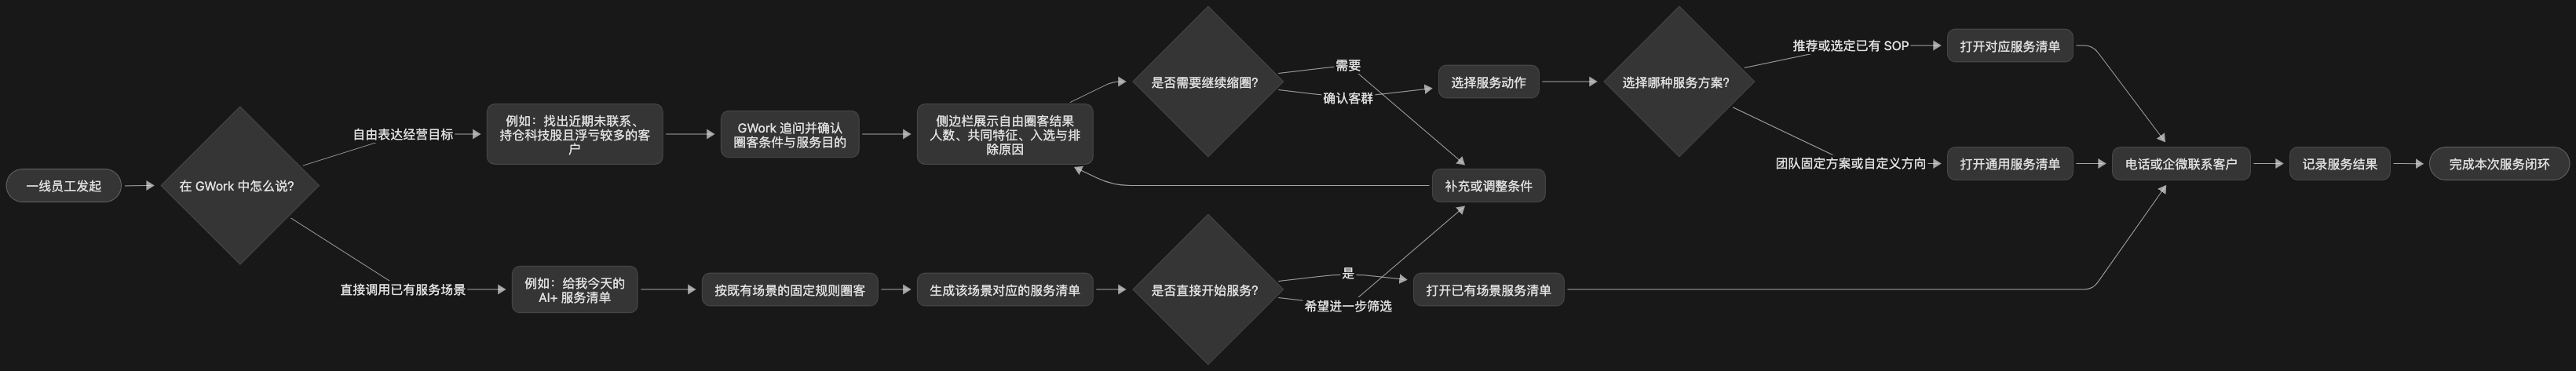 一线员工发起
在 GWork 中怎么说?
自由表达经营目标
例如：找出近期未联系、
持仓科技股且浮亏较多的客
户
GWork 追问并确认
圈客条件与服务目的
侧边栏展示自由圈客结果
人数、共同特征、入选与排
除原因
是否需要继续缩圈?
需要
确认客群
选择服务动作
选择哪种服务方案?
推荐或选定已有 SOP
打开对应服务清单
团队固定方案或自定义方向
打开通用服务清单
电话或企微联系客户
记录服务结果
完成本次服务闭环
补充或调整条件
直接调用已有服务场景
例如：给我今天的
AI+ 服务清单
按既有场景的固定规则圈客
生成该场景对应的服务清单
是否直接开始服务?
是
希望进一步筛选
打开已有场景服务清单